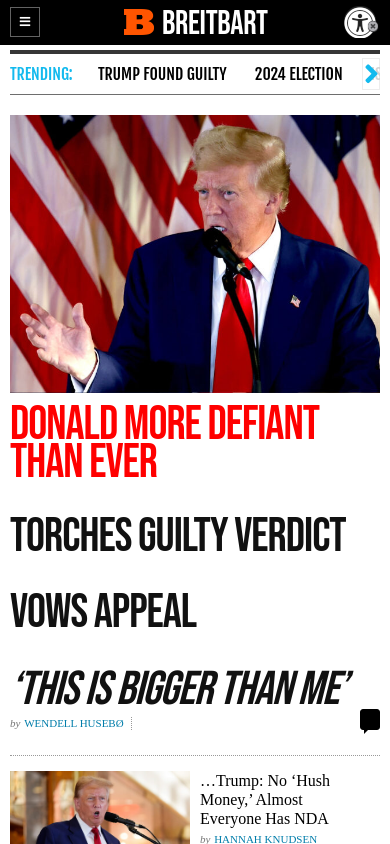 BREITBART
TRENDING:
TRUMP FOUND GUILTY
2024 ELECTION
DONALD MORE DEFIANT
THAN EVER
TORCHES GUILTY VERDICT
VOWS APPEAL
‘THIS IS BIGGER THAN ME’
by WENDELL HUSEBØ
…Trump: No ‘Hush
Money,’ Almost
Everyone Has NDA
by HANNAH KNUDSEN